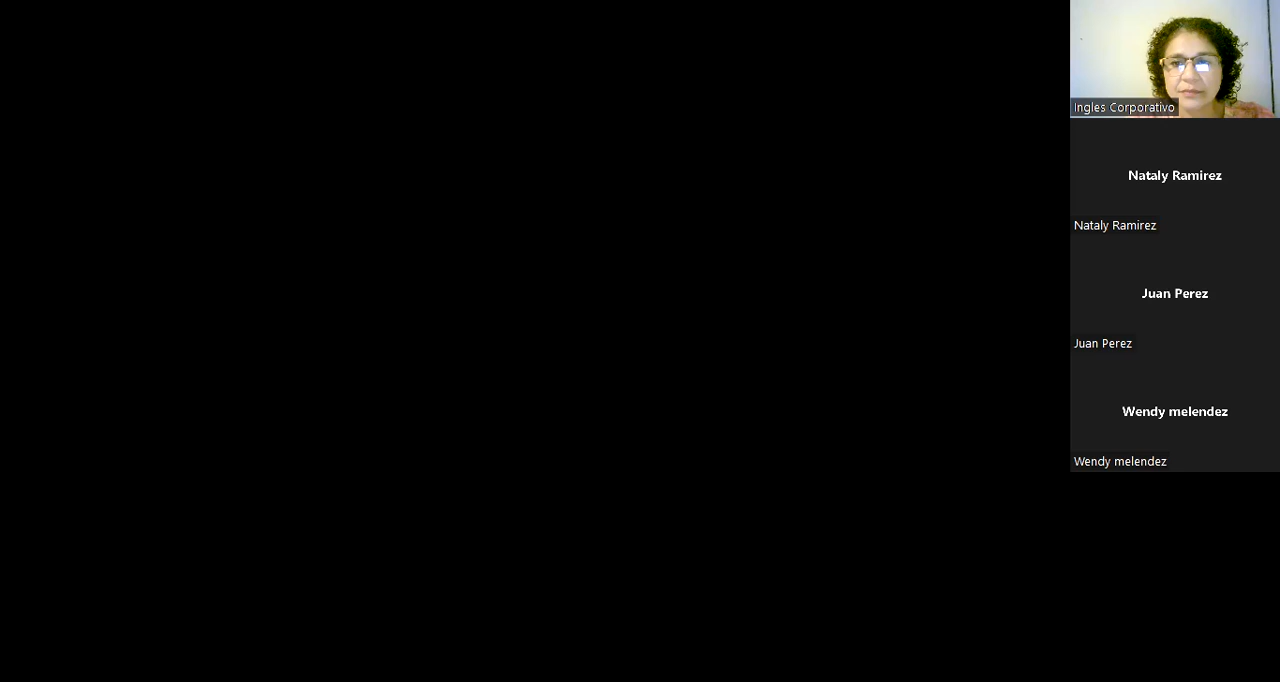 Ingles Corporativo
Nataly Ramirez
Nataly Ramirez
Juan Perez
Juan Perez
Wendy melendez
Wendy melendez